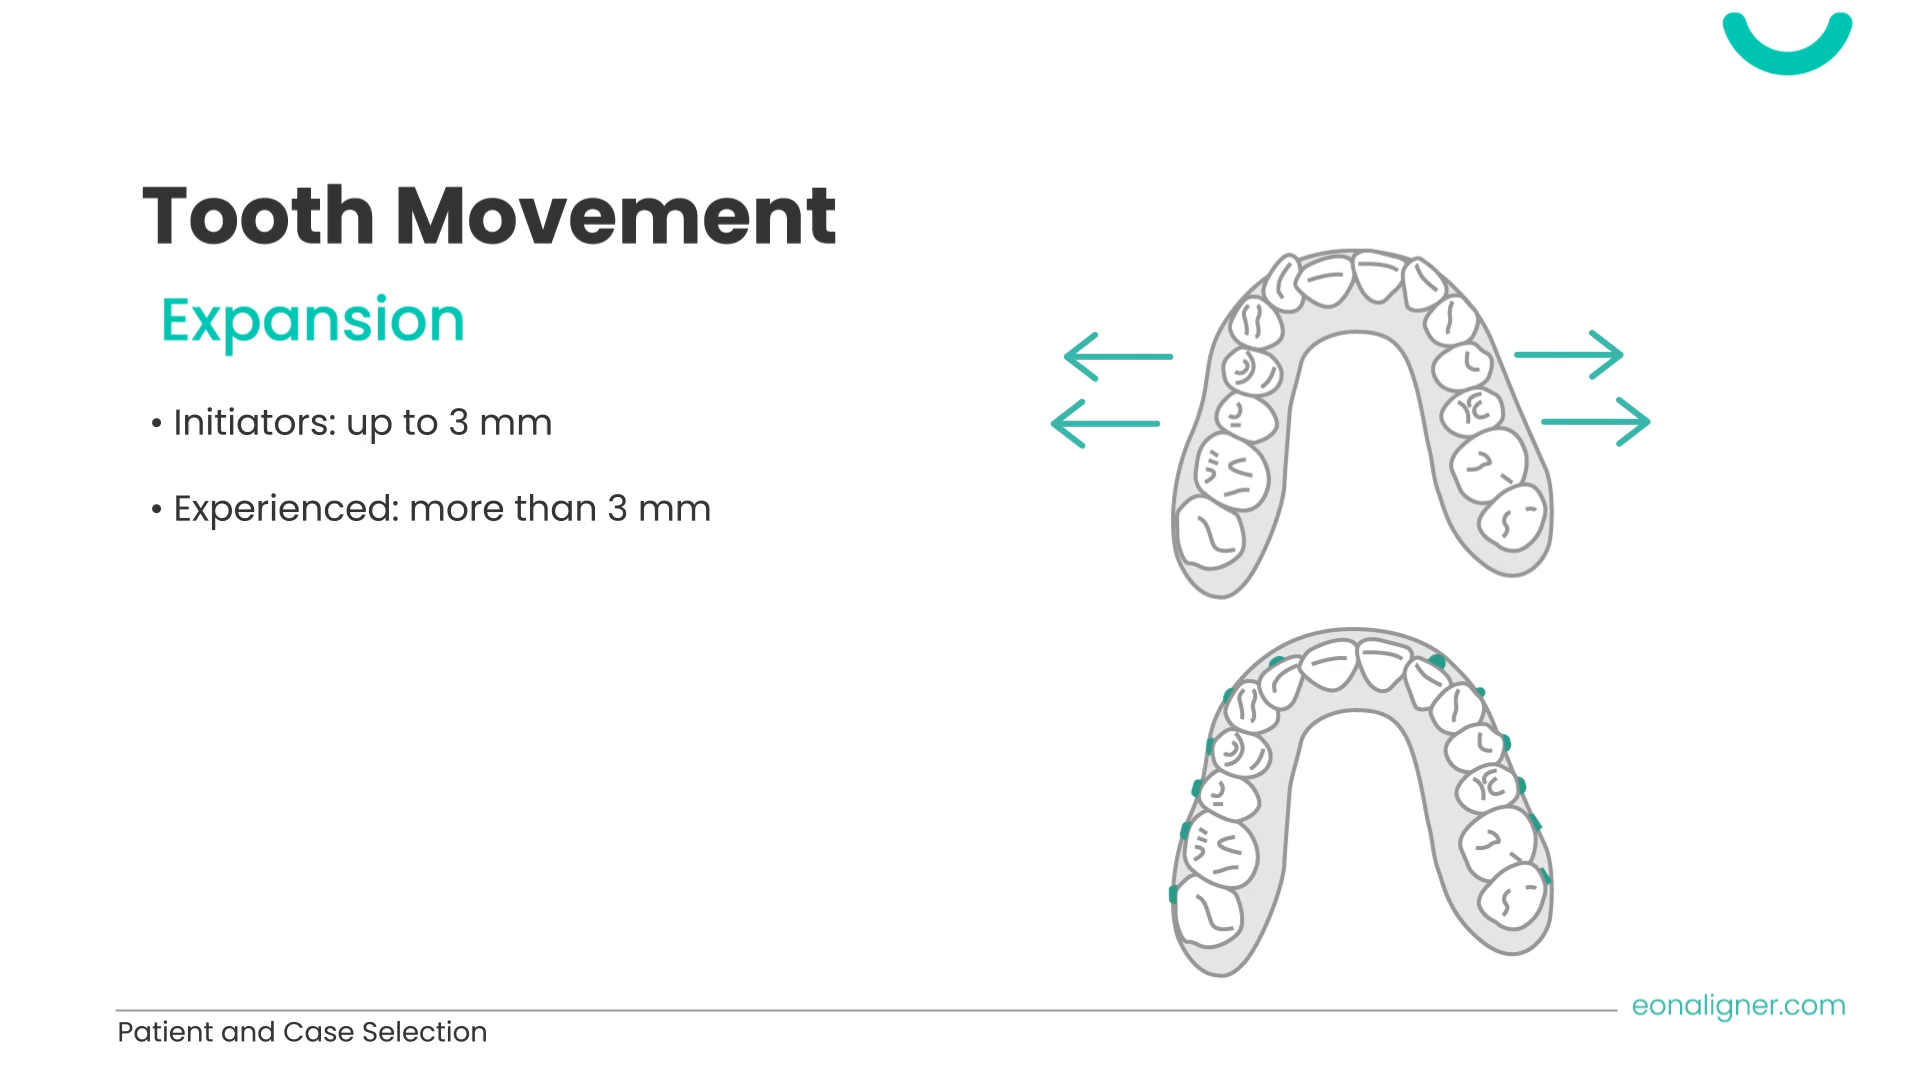 Tooth Movement
Expansion
• Initiators: up to 3 mm
• Experienced: more than 3 mm
eonaligner.com
Patient and Case Selection